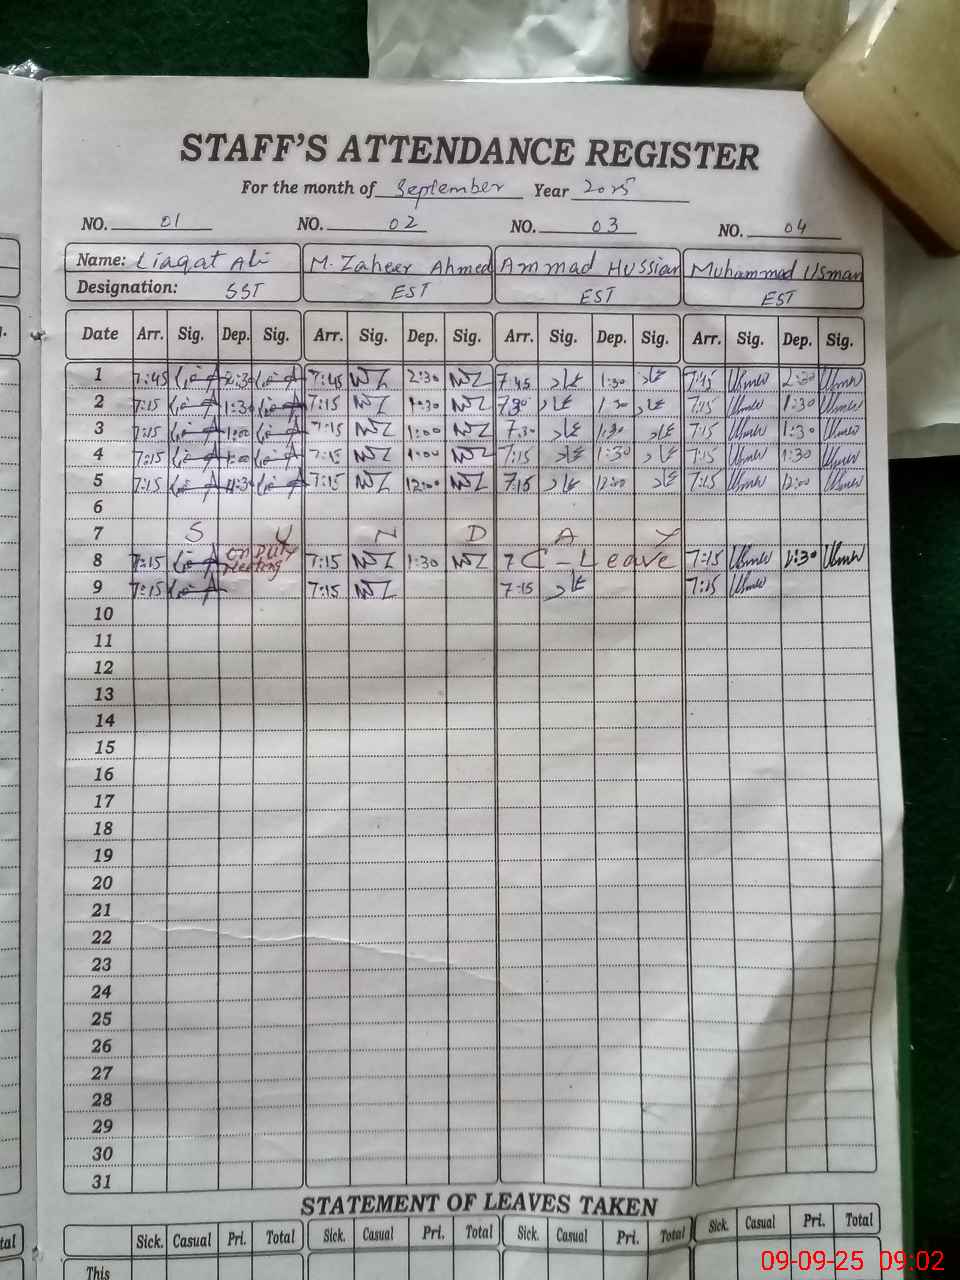 STAFF'S ATTENDANCE REGISTER
For the month of September Year 2025
NO. 01 NO. 02 NO. 03 NO. 04
Name: Liaqat Ali M. Zaheer Ahmed Ammad Hussian Muhammad Usman
Designation: SST EST EST EST
Date Arr. Sig. Dep. Sig. Arr. Sig. Dep. Sig. Arr. Sig. Dep. Sig. Arr. Sig. Dep. Sig.
1 7:45 2:30 7:45 2:30 7:45 1:30 7:45 2:30
2 7:15 1:30 7:15 1:30 7:30 1:30 7:15 1:30
3 7:15 1:00 7:15 1:00 7:30 1:30 7:15 1:30
4 7:15 1:00 7:15 1:00 7:15 1:30 7:15 1:30
5 7:15 7:15 12:00 7:15 12:00 7:15 12:00
6
7 S U N D A Y
8 7:15 On Duty Meeting 7:15 1:30 7 C-Leave 7:15 1:30
9 7:15 7:15 7:15 7:15
10
11
12
13
14
15
16
17
18
19
20
21
22
23
24
25
26
27
28
29
30
31
STATEMENT OF LEAVES TAKEN
Sick. Casual Pri. Total Sick. Casual Pri. Total Sick. Casual Pri. Total Sick. Casual Pri. Total
This
09-09-25 09:02